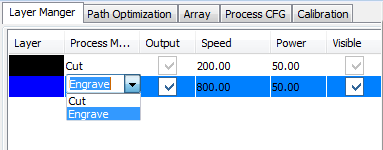 Layer Manger Path Optimization Array Process CFG Calibration
Layer Process M... Output Speed Power Visible
Cut 200.00 50.00
Engrave 800.00 50.00
Cut
Engrave